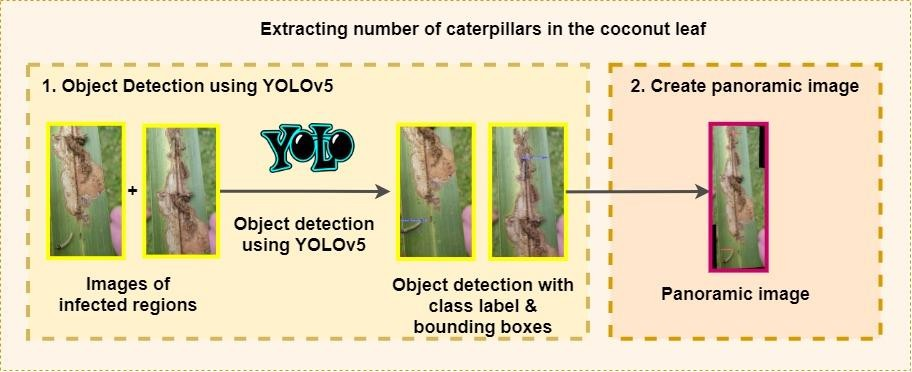 Extracting number of caterpillars in the coconut leaf
1. Object Detection using YOLOv5
2. Create panoramic image
+
YOLO
Object detection
using YOLOv5
Images of
infected regions
Object detection with
class label &
bounding boxes
Panoramic image